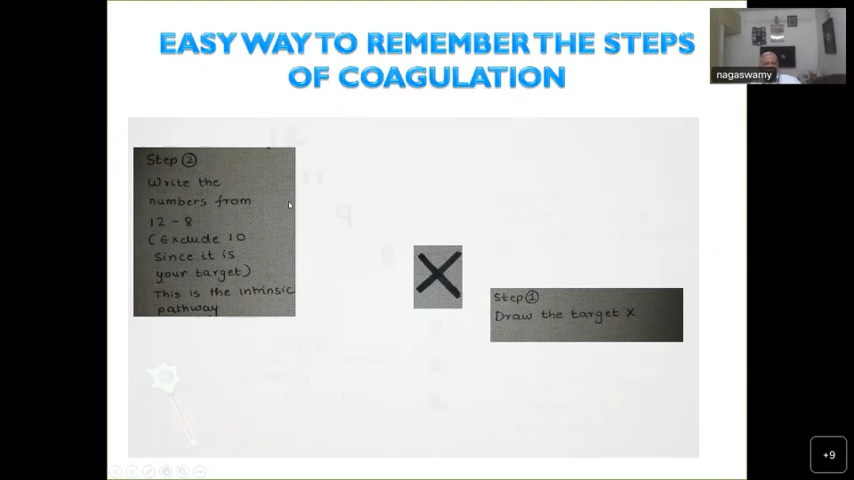 EASY WAY TO REMEMBER THE STEPS
OF COAGULATION
nagaswamy
Step ②
Write the
numbers from
12 - 8
(Exclude 10
since it is
your target)
This is the intrinsic
pathway
X
Step ①
Draw the target X
+9